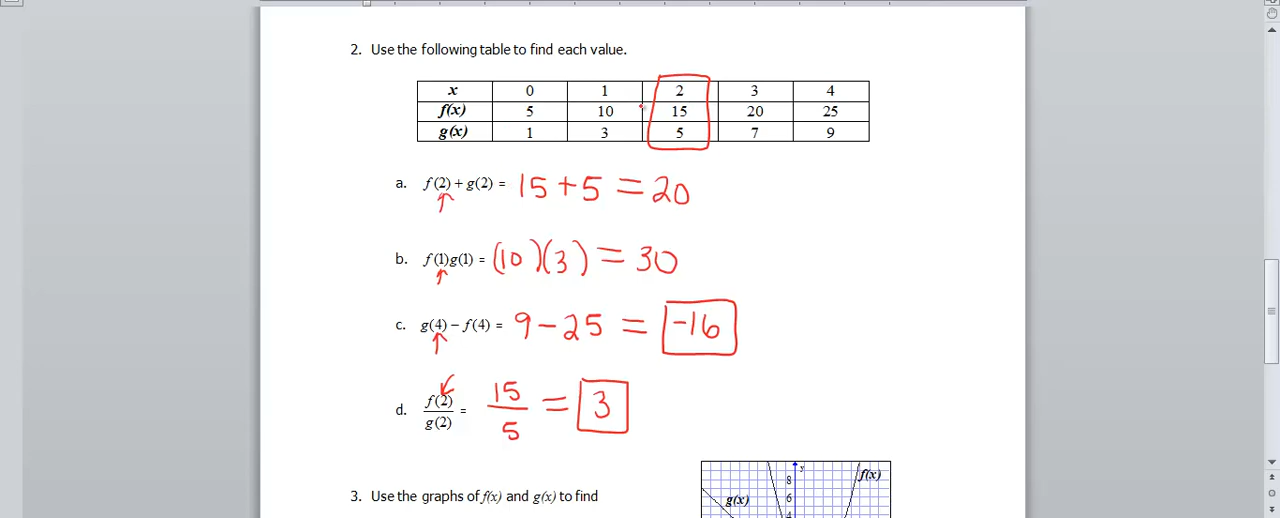 2. Use the following table to find each value.
x 0 1 2 3 4
f(x) 5 10 15 20 25
g(x) 1 3 5 7 9
a. f(2) + g(2) = 15 + 5 = 20
b. f(1)g(1) = (10)(3) = 30
c. g(4) − f(4) = 9 − 25 = -16
d. f(2)/g(2) = 15/5 = 3
3. Use the graphs of f(x) and g(x) to find
y
f(x)
8
g(x)
6
4